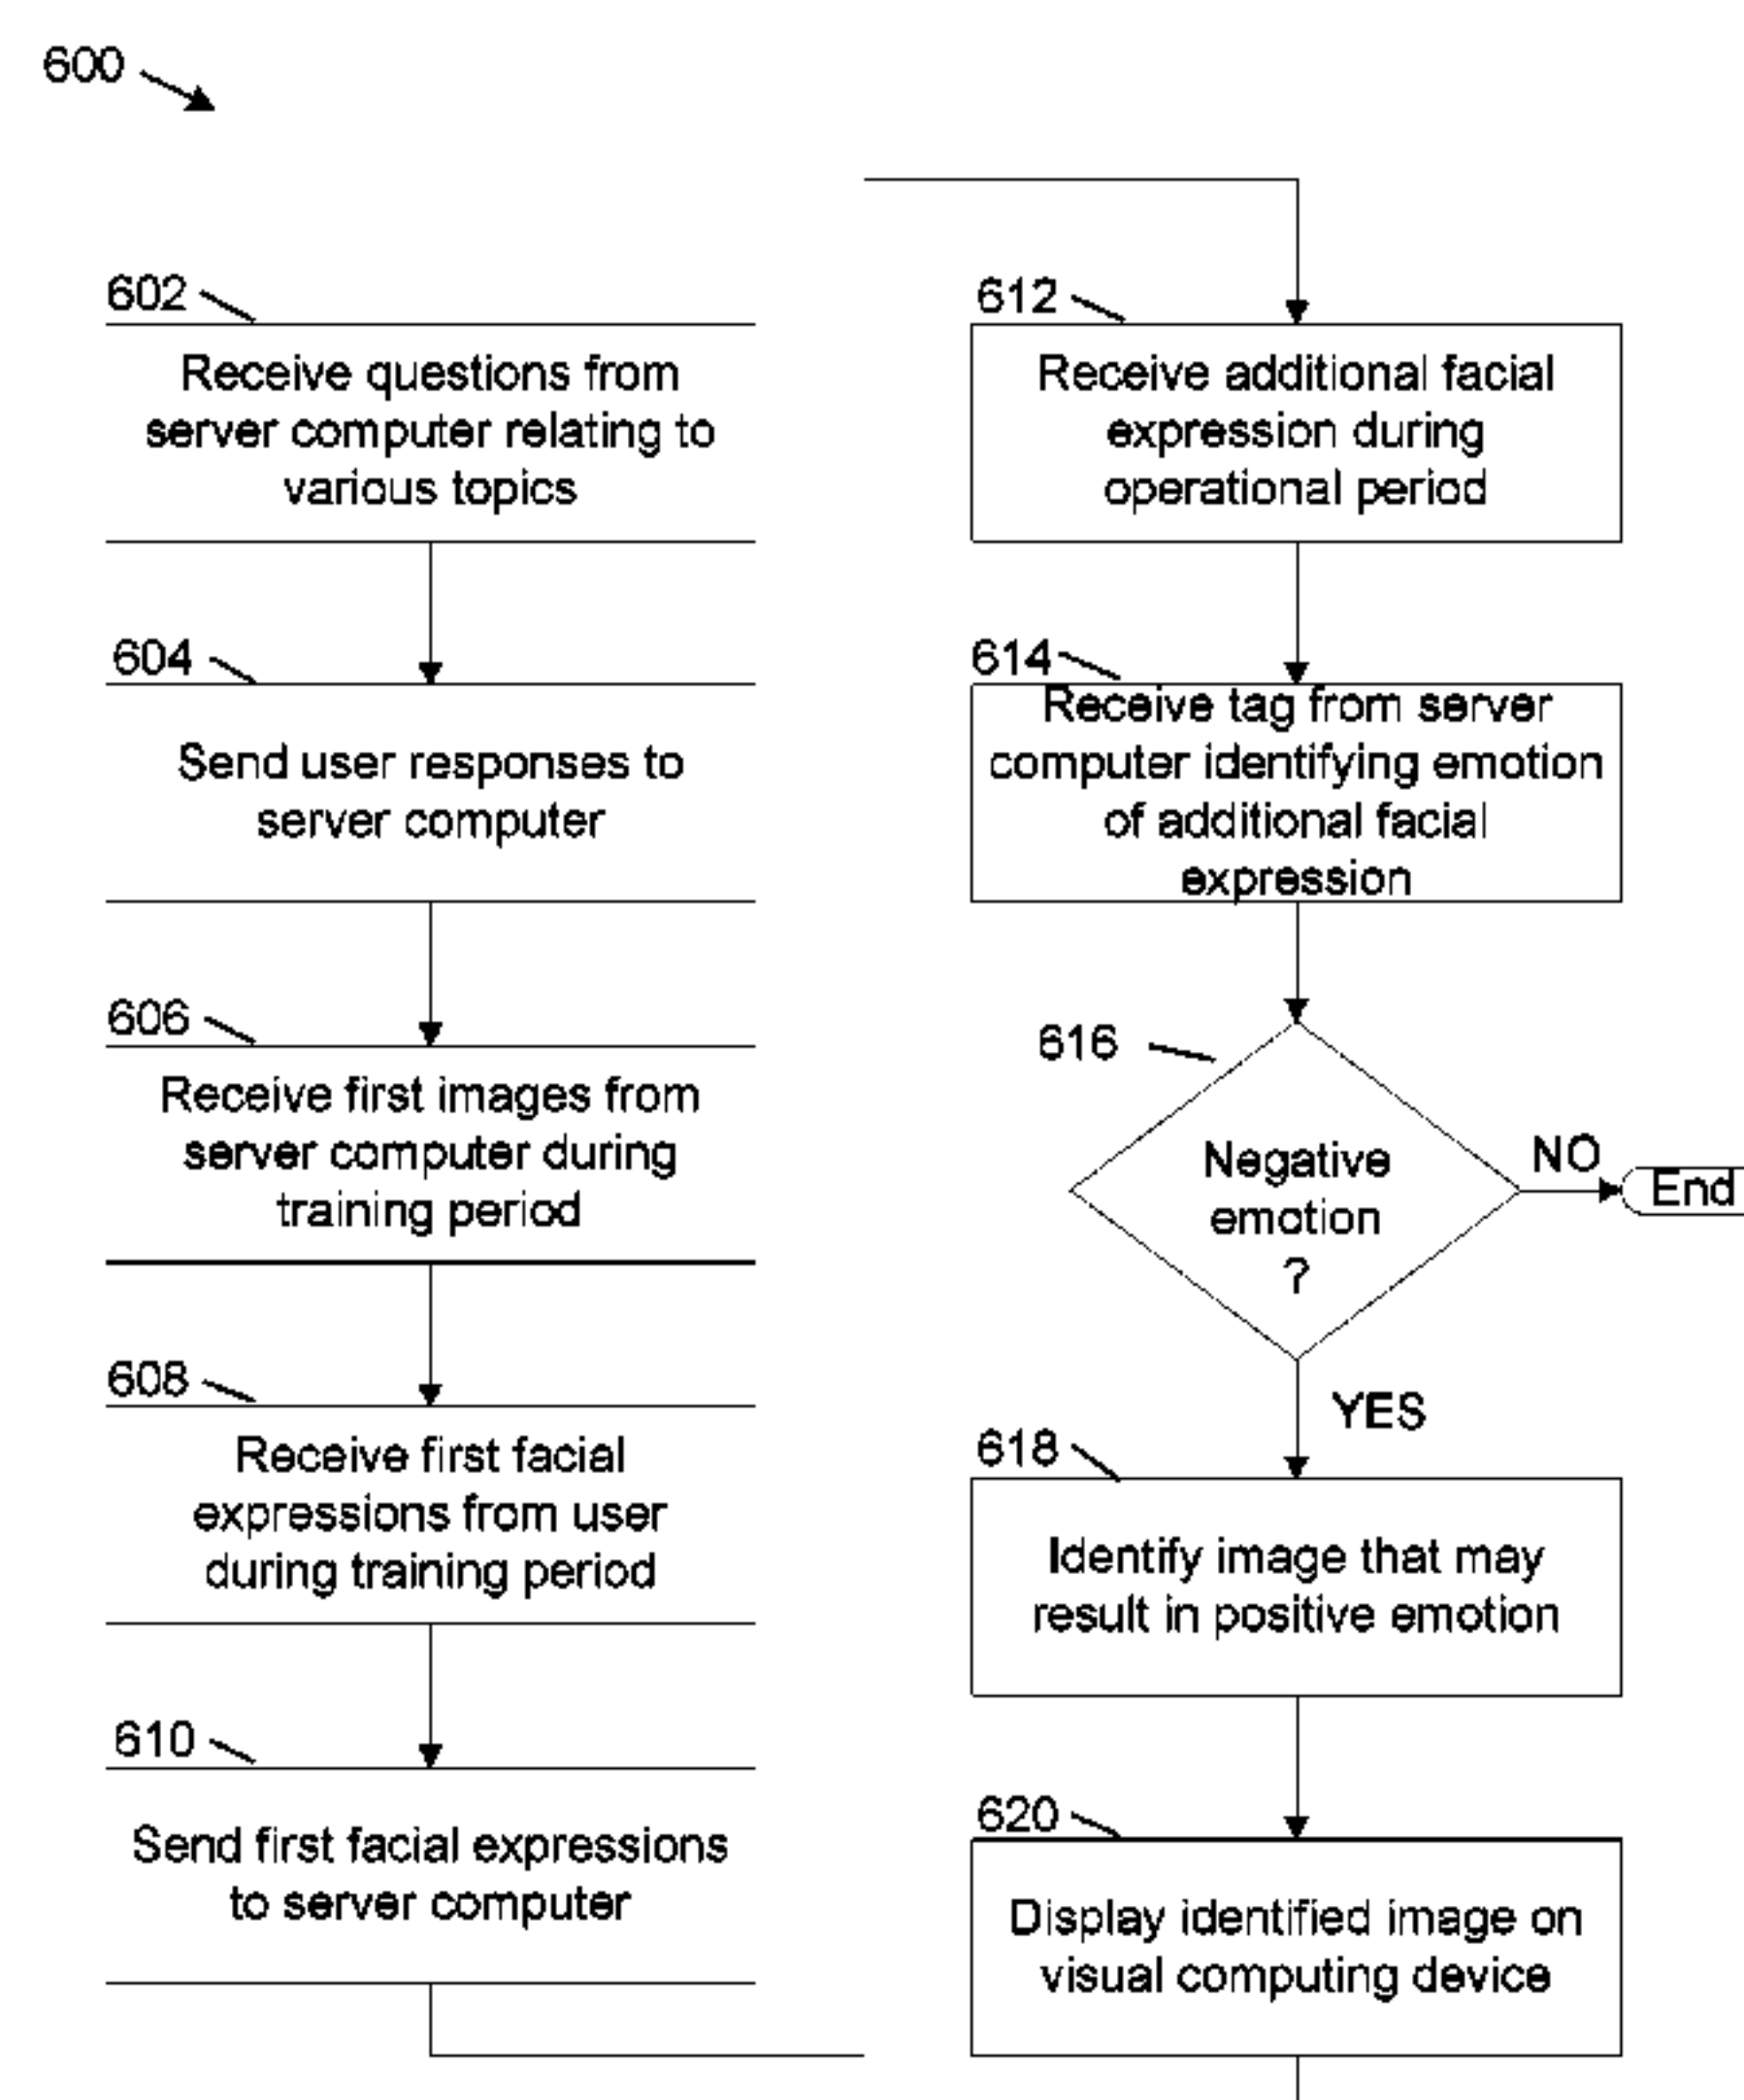 600
602
Receive questions from
server computer relating to
various topics
604
Send user responses to
server computer
606
Receive first images from
server computer during
training period
608
Receive first facial
expressions from user
during training period
610
Send first facial expressions
to server computer
612
Receive additional facial
expression during
operational period
614
Receive tag from server
computer identifying emotion
of additional facial
expression
616
Negative
emotion
?
NO
End
YES
618
Identify image that may
result in positive emotion
620
Display identified image on
visual computing device